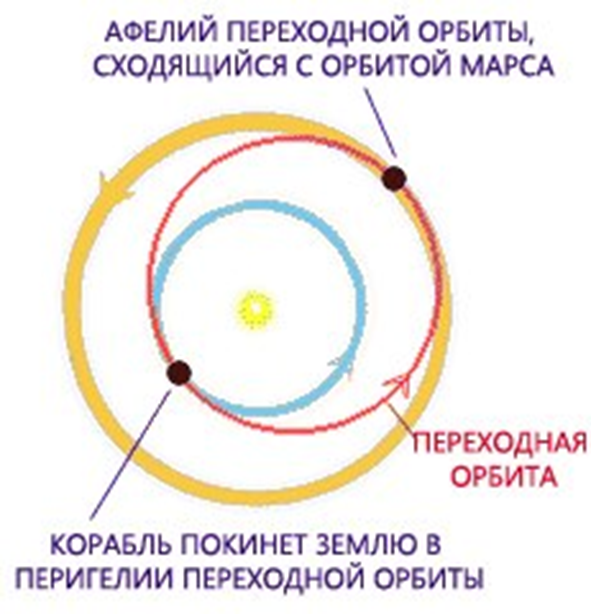 АФЕЛИЙ ПЕРЕХОДНОЙ ОРБИТЫ,
СХОДЯЩИЙСЯ С ОРБИТОЙ МАРСА
ПЕРЕХОДНАЯ
ОРБИТА
КОРАБЛЬ ПОКИНЕТ ЗЕМЛЮ В
ПЕРИГЕЛИИ ПЕРЕХОДНОЙ ОРБИТЫ